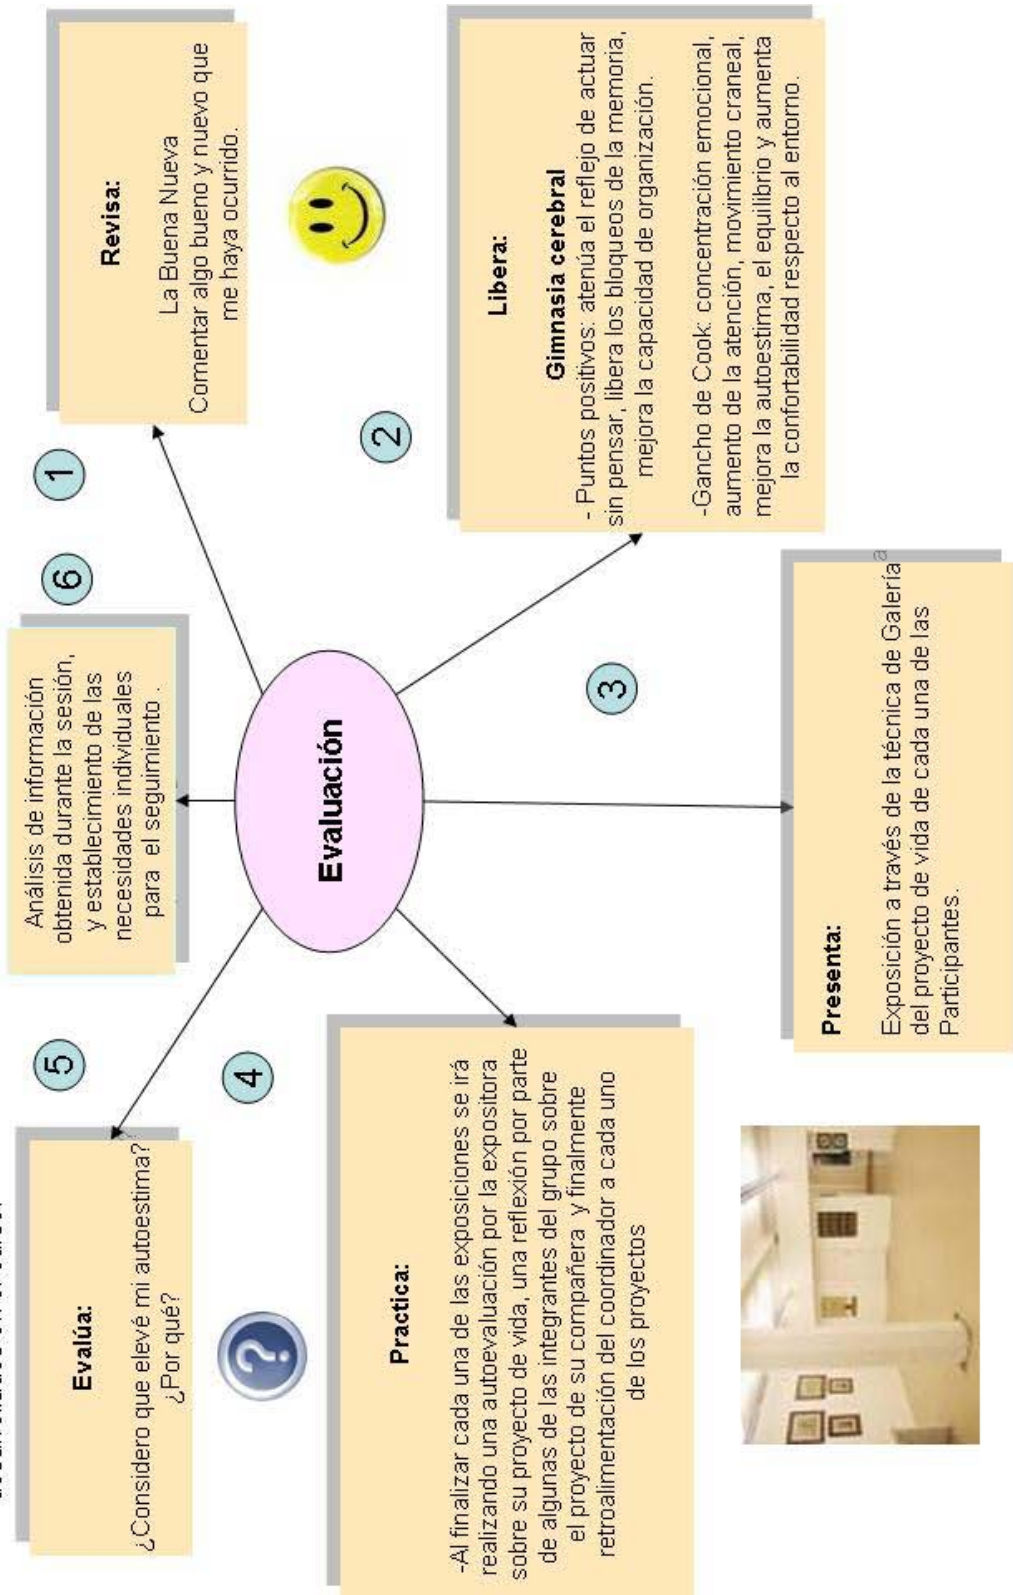 1
Revisa:
La Buena Nueva
Comentar algo bueno y nuevo que
me haya ocurrido.
2
Libera:
Gimnasia cerebral
- Puntos positivos: atenúa el reflejo de actuar
sin pensar, libera los bloqueos de la memoria,
mejora la capacidad de organización.
-Gancho de Cook: concentración emocional,
aumento de la atención, movimiento craneal,
mejora la autoestima, el equilibrio y aumenta
la confortabilidad respecto al entorno.
3
Presenta:
Exposición a través de la técnica de Galería a
del proyecto de vida de cada una de las
Participantes.
4
Practica:
-Al finalizar cada una de las exposiciones se irá
realizando una autoevaluación por la expositora
sobre su proyecto de vida, una reflexión por parte
de algunas de las integrantes del grupo sobre
el proyecto de su compañera y finalmente
retroalimentación del coordinador a cada uno
de los proyectos
5
Evalúa:
¿Considero que elevé mi autoestima?
¿Por qué?
?
6
Análisis de información
obtenida durante la sesión,
y establecimiento de las
necesidades individuales
para el seguimiento .
Evaluación